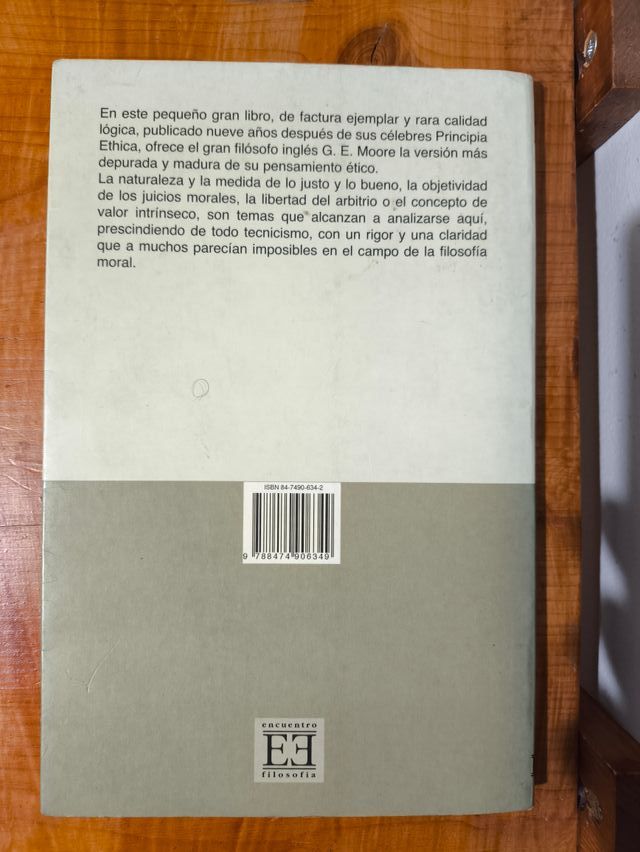 En este pequeño gran libro, de factura ejemplar y rara calidad
lógica, publicado nueve años después de sus célebres Principia
Ethica, ofrece el gran filósofo inglés G. E. Moore la versión más
depurada y madura de su pensamiento ético.
La naturaleza y la medida de lo justo y lo bueno, la objetividad
de los juicios morales, la libertad del arbitrio o el concepto de
valor intrínseco, son temas que alcanzan a analizarse aquí,
prescindiendo de todo tecnicismo, con un rigor y una claridad
que a muchos parecían imposibles en el campo de la filosofía
moral.
ISBN 84-7490-634-2
9 788474 906349
encuentro
EE
filosofía